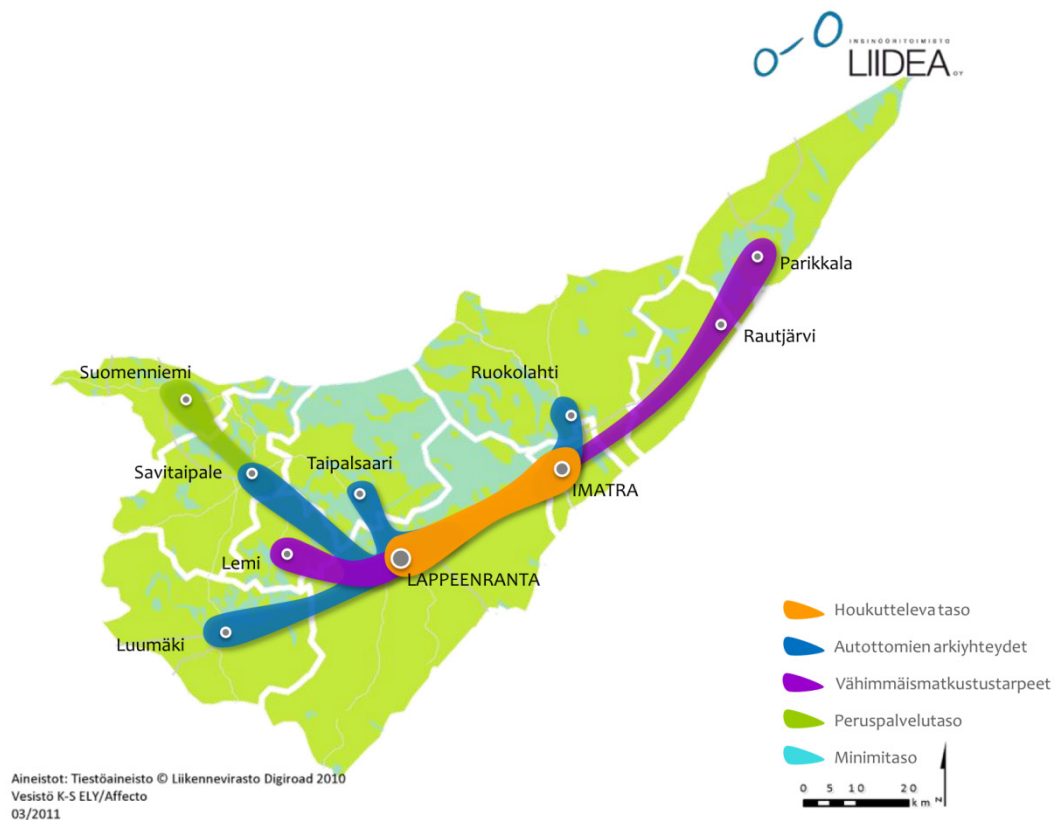 INSINÖÖRITOIMISTO
LIIDEA OY
Parikkala
Rautjärvi
Ruokolahti
Suomenniemi
Savitaipale
Taipalsaari
IMATRA
Lemi
LAPPEENRANTA
Luumäki
Houkutteleva taso
Autottomien arkiyhteydet
Vähimmäismatkustustarpeet
Peruspalvelutaso
Minimitaso
Aineistot: Tiestöaineisto © Liikennevirasto Digiroad 2010
Vesistö K-S ELY/Affecto
03/2011
0 5 10 20
km N